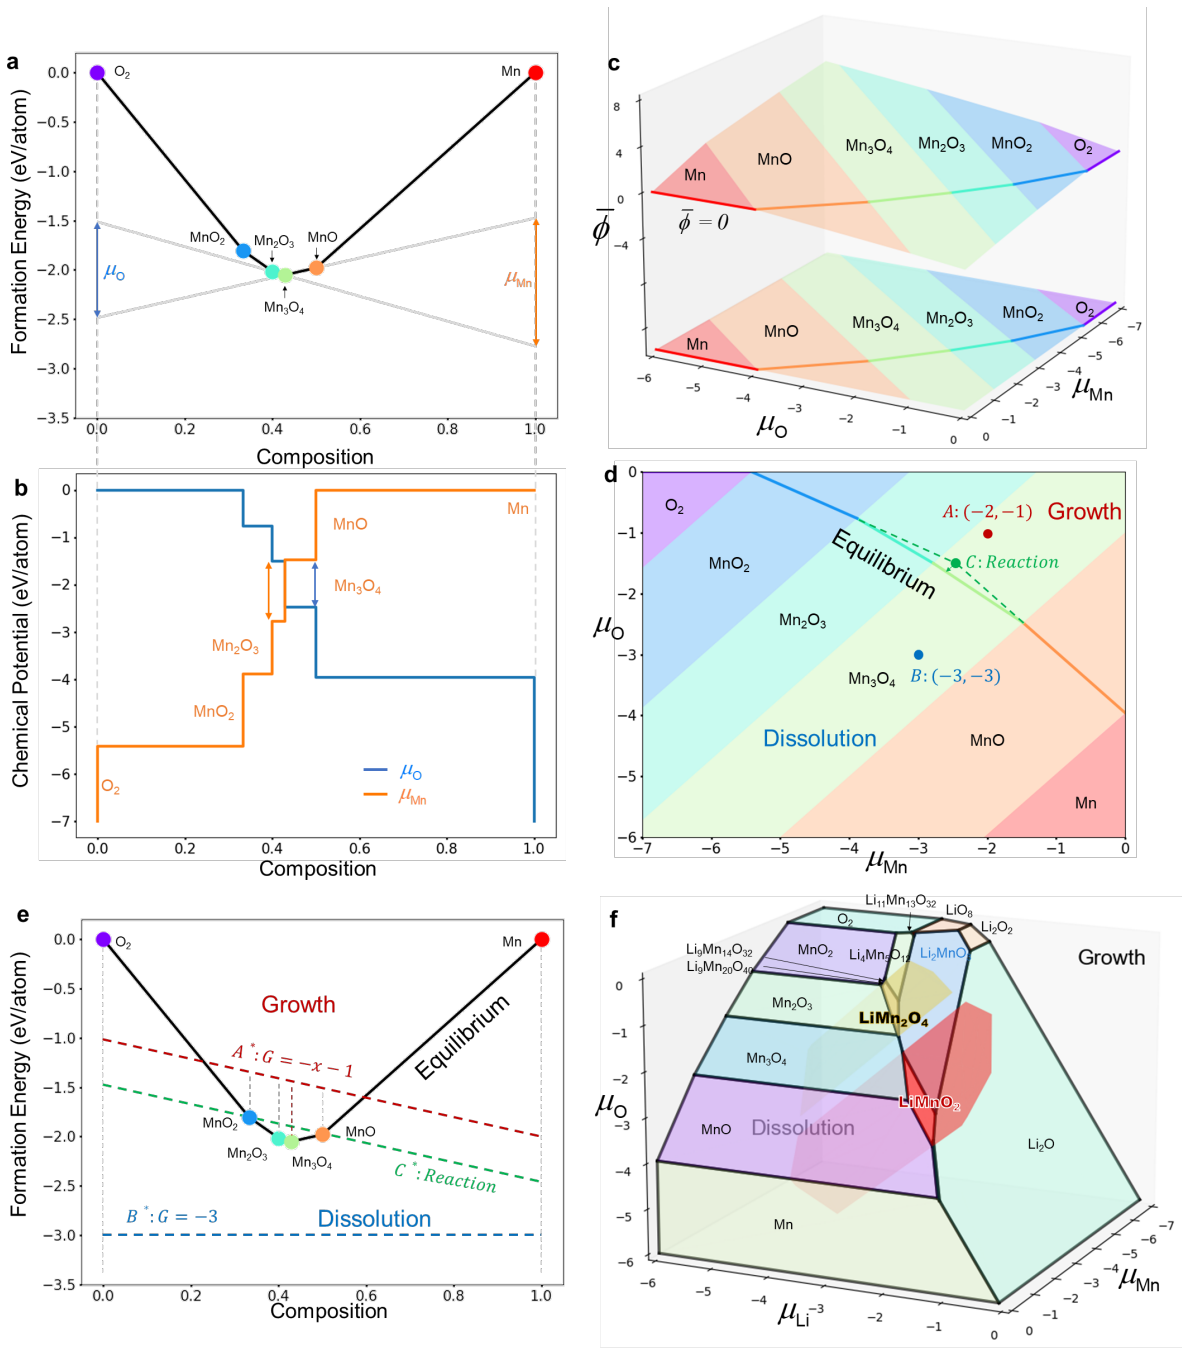 a
0.0
−0.5
−1.0
−1.5
−2.0
−2.5
−3.0
−3.5
Formation Energy (eV/atom)
O2
Mn
MnO2
Mn2O3
MnO
Mn3O4
μO
μMn
0.0 0.2 0.4 0.6 0.8 1.0
Composition
b
0
−1
−2
−3
−4
−5
−6
−7
Chemical Potential (eV/atom)
Mn
MnO
Mn3O4
Mn2O3
MnO2
O2
μO
μMn
0.0 0.2 0.4 0.6 0.8 1.0
Composition
c
8
4
0
−4
ϕ̅
ϕ̅ = 0
Mn
MnO
Mn3O4
Mn2O3
MnO2
O2
Mn
MnO
Mn3O4
Mn2O3
MnO2
O2
−6 −5 −4 −3 −2 −1 0
μO
0 −1 −2 −3 −4 −5 −6 −7
μMn
d
0
−1
−2
−3
−4
−5
−6
μO
O2
A: (−2, −1)
Growth
Equilibrium
C: Reaction
MnO2
Mn2O3
Mn3O4
B: (−3, −3)
Dissolution
MnO
Mn
−7 −6 −5 −4 −3 −2 −1 0
μMn
e
0.0
−0.5
−1.0
−1.5
−2.0
−2.5
−3.0
−3.5
Formation Energy (eV/atom)
O2
Mn
Growth
Equilibrium
A*: G = −x − 1
MnO2
MnO
Mn2O3
Mn3O4
C*: Reaction
B*: G = −3
Dissolution
0.0 0.2 0.4 0.6 0.8 1.0
Composition
f
Li11Mn13O32
LiO8
Li2O2
O2
Growth
Li9Mn14O32
MnO2
Li4Mn5O12
Li2MnO3
Li9Mn20O40
Mn2O3
LiMn2O4
Mn3O4
LiMnO2
MnO
Dissolution
Li2O
Mn
0
−1
−2
−3
−4
−5
−6
μO
−6 −5 −4 −3 −2 −1 0
μLi
0 −1 −2 −3 −4 −5 −6 −7
μMn